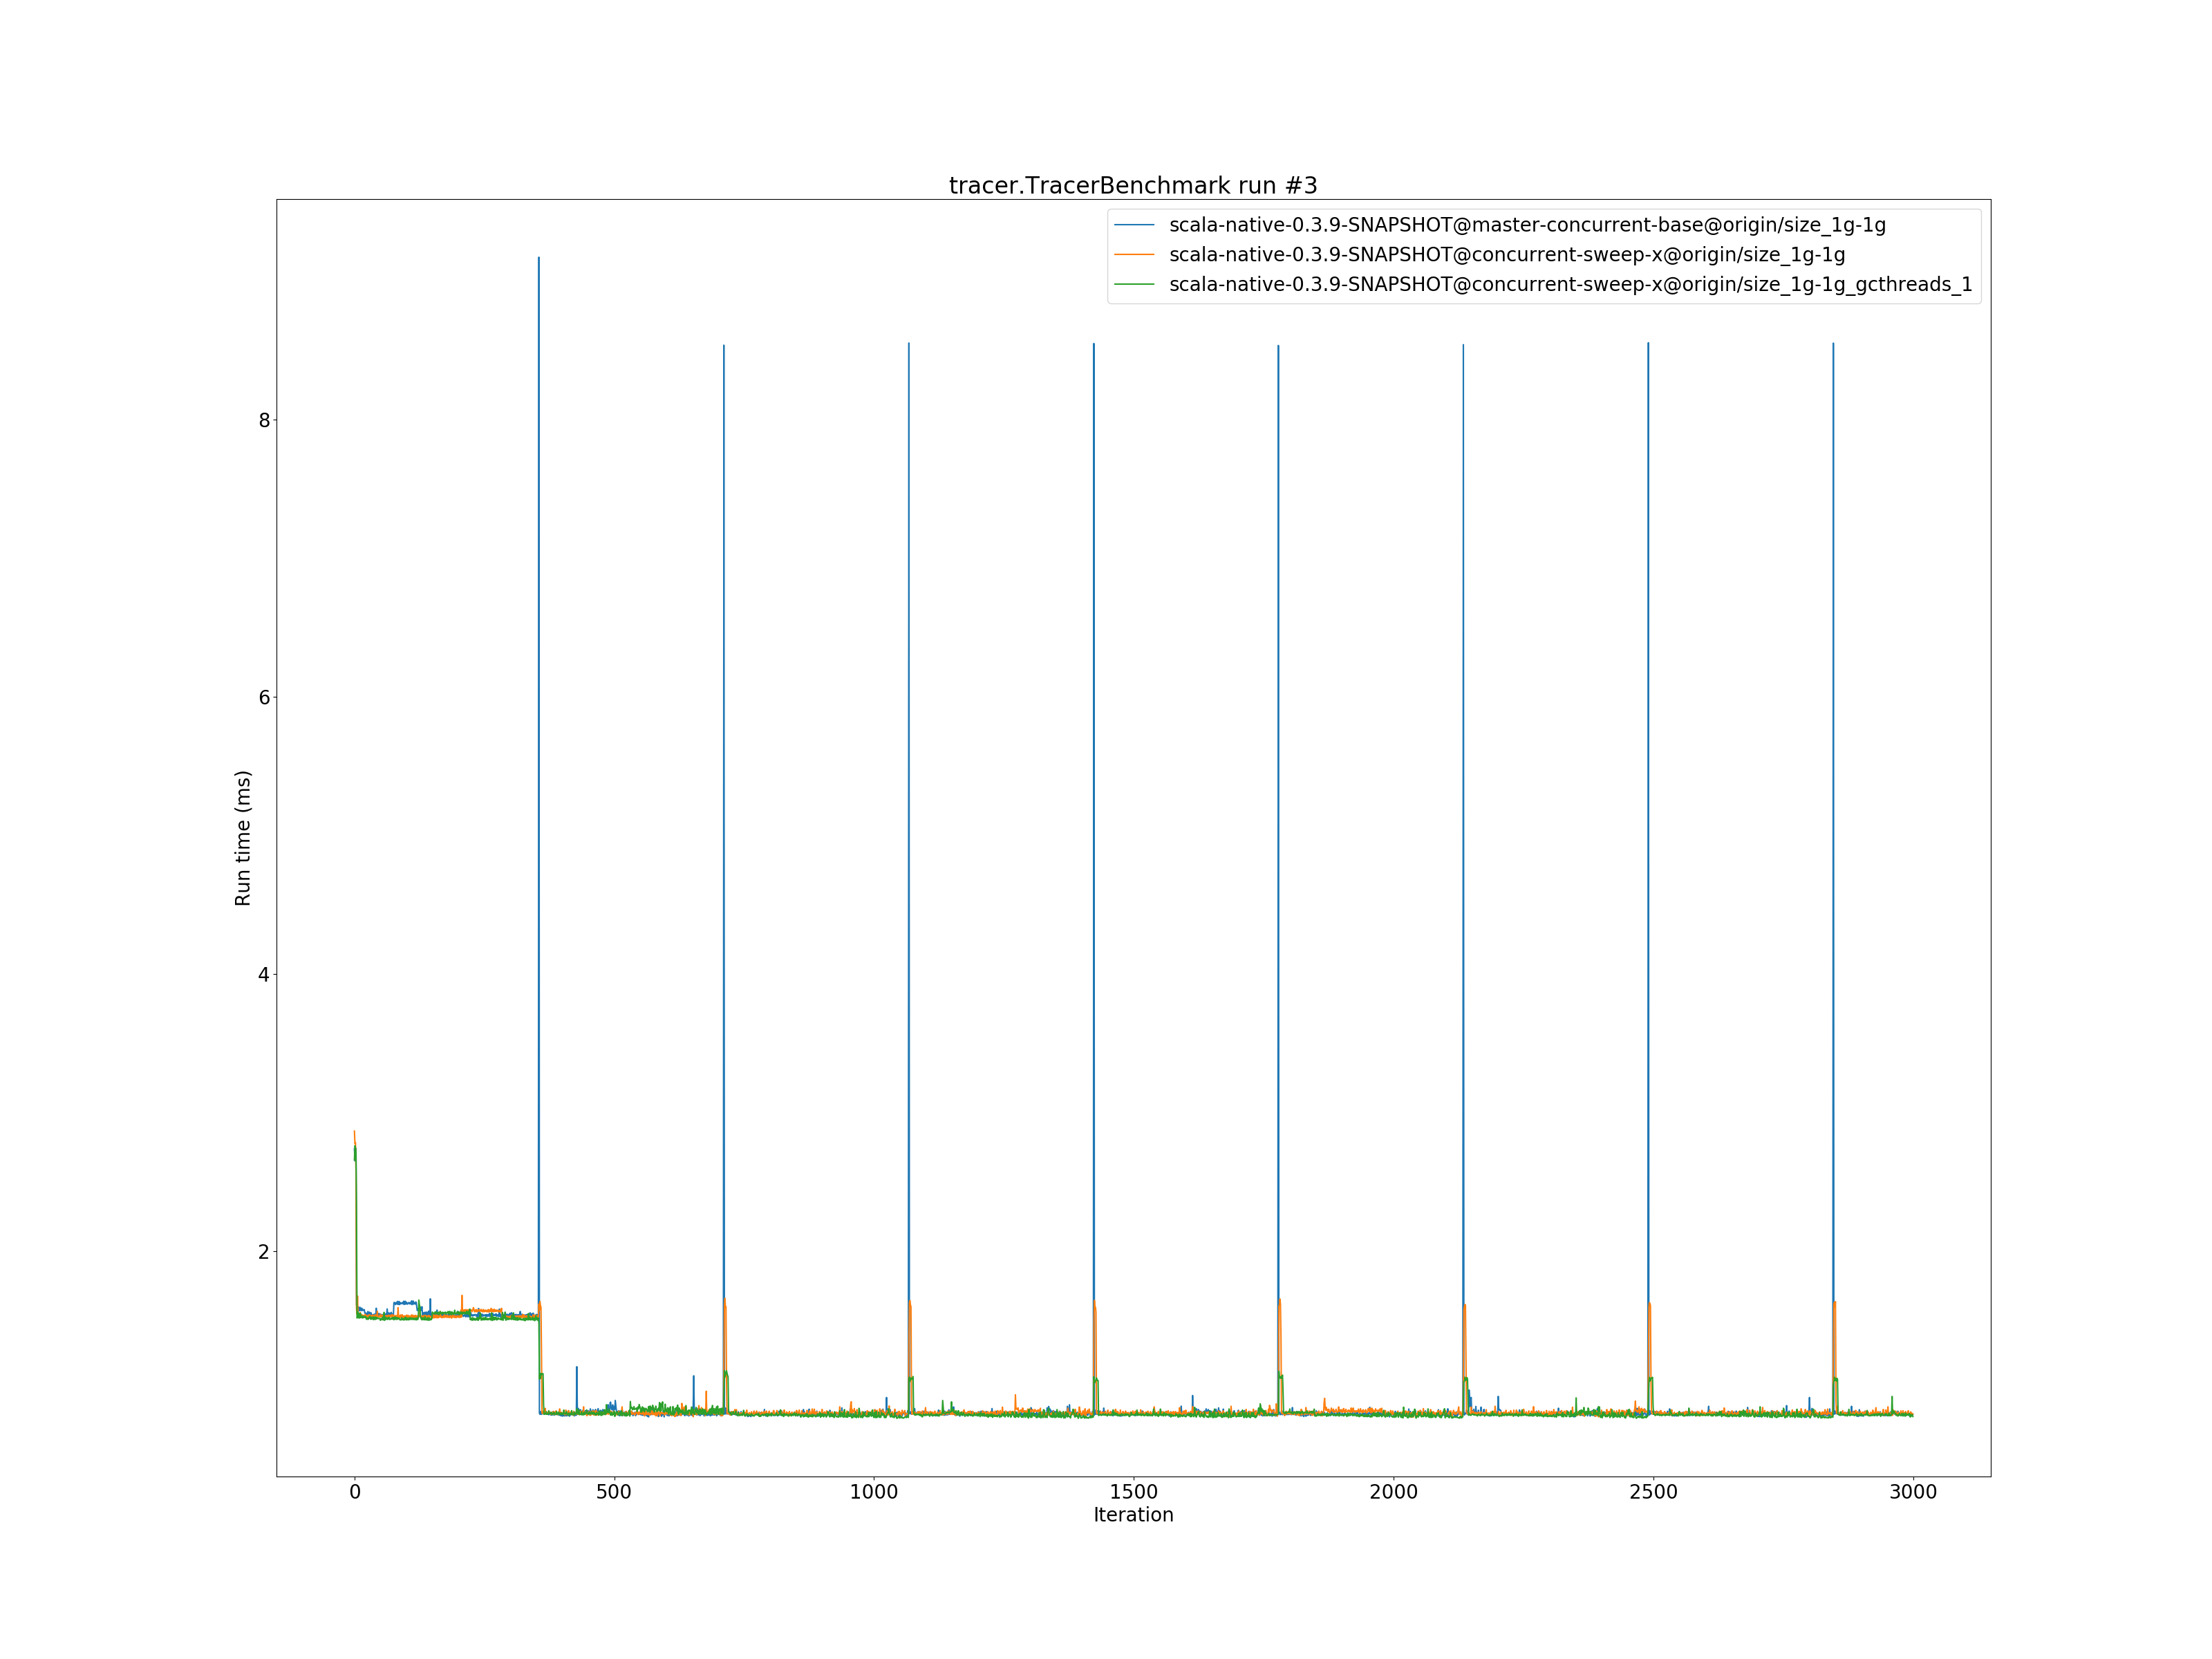 tracer.TracerBenchmark run #3
scala-native-0.3.9-SNAPSHOT@master-concurrent-base@origin/size_1g-1g
scala-native-0.3.9-SNAPSHOT@concurrent-sweep-x@origin/size_1g-1g
scala-native-0.3.9-SNAPSHOT@concurrent-sweep-x@origin/size_1g-1g_gcthreads_1
Run time (ms)
8
6
4
2
0 500 1000 1500 2000 2500 3000
Iteration